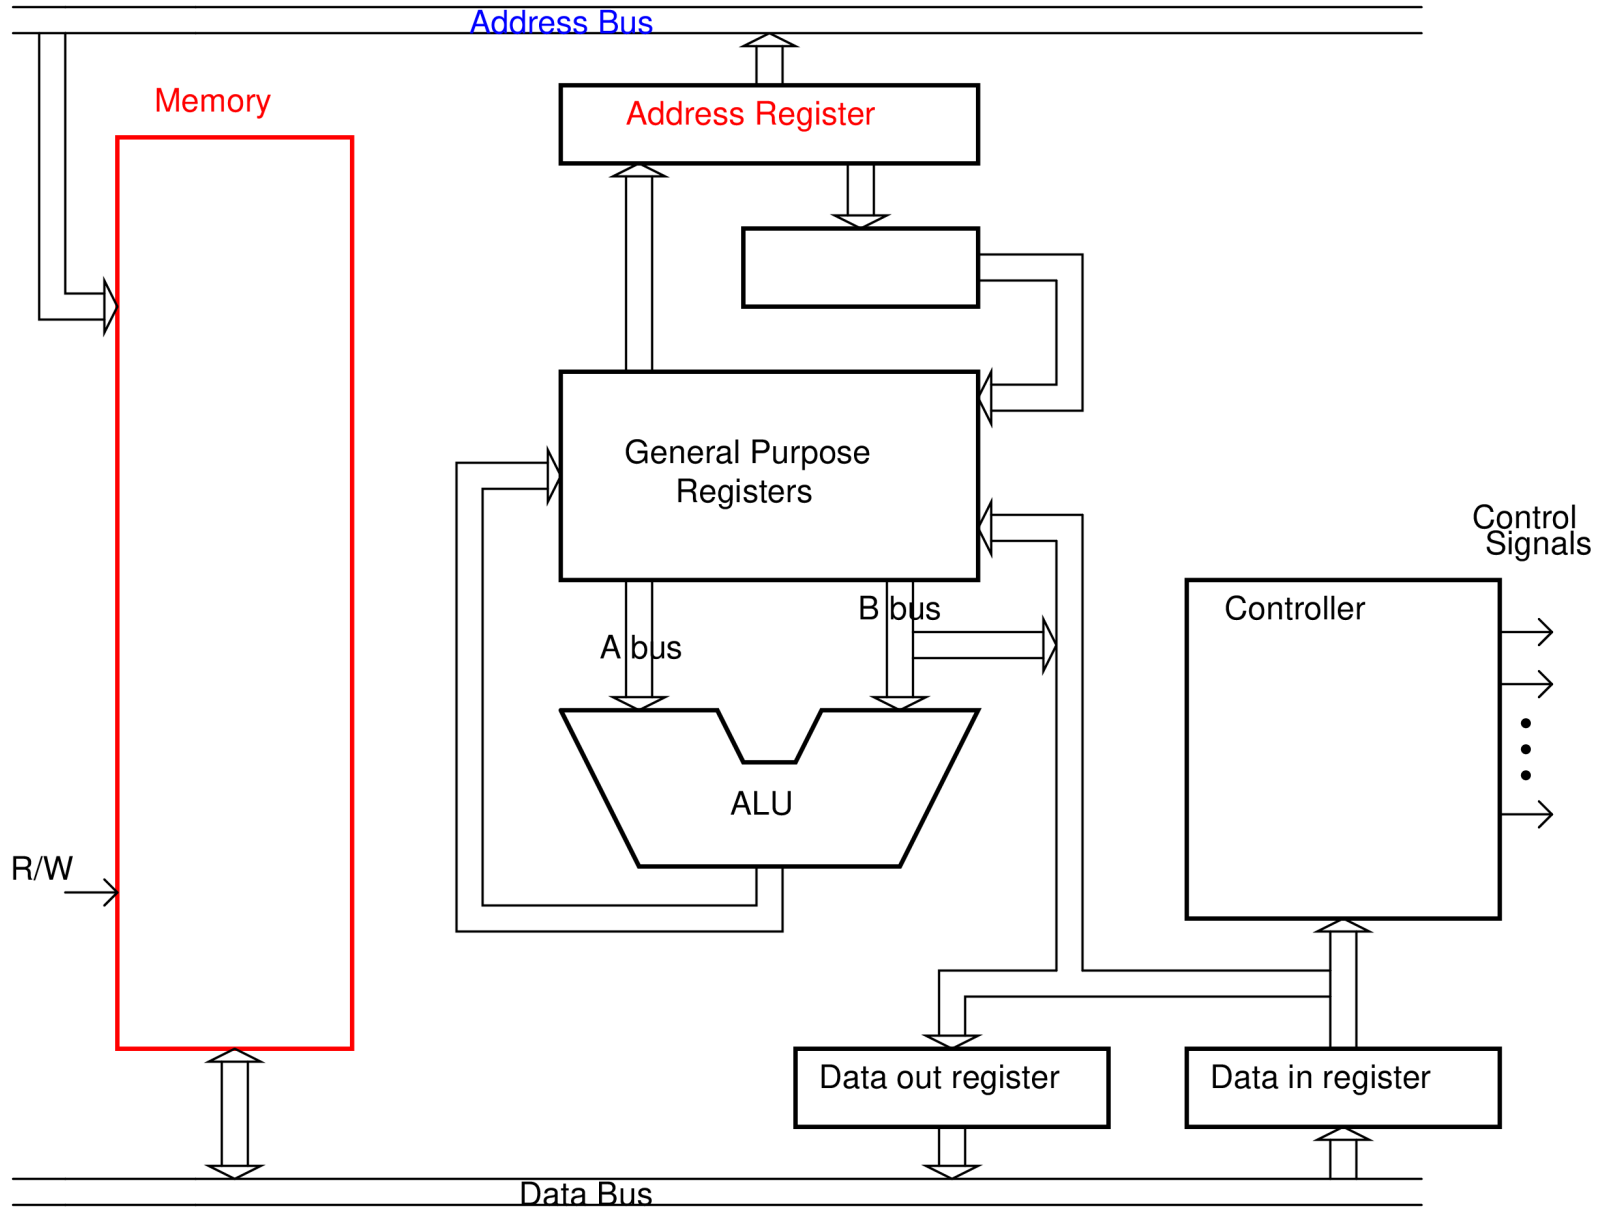 Address Bus
Memory
Address Register
General Purpose
Registers
Control
Signals
B bus
Controller
A bus
ALU
R/W
Data out register
Data in register
Data Bus